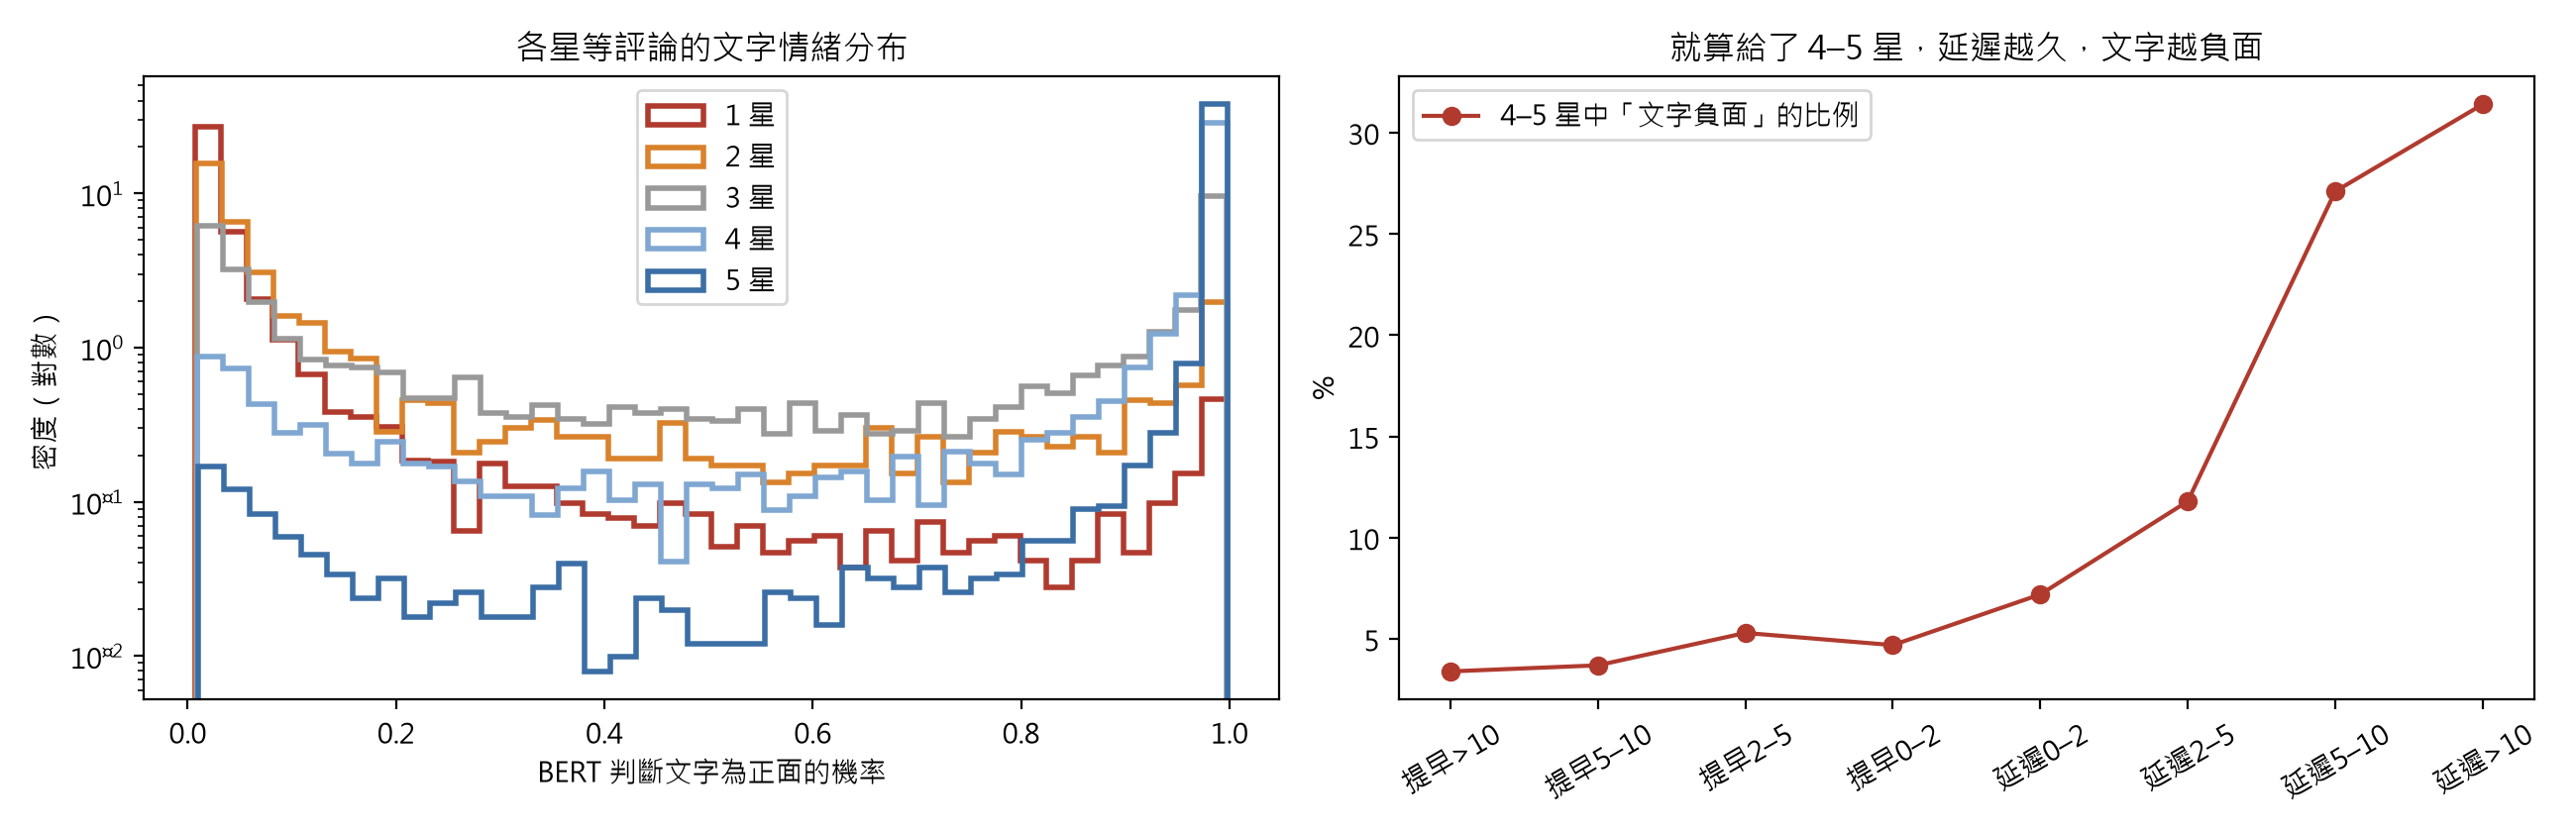 各星等評論的文字情緒分布
1 星
2 星
3 星
4 星
5 星
密度（對數）
10¹
10⁰
10¤1
10¤2
0.0
0.2
0.4
0.6
0.8
1.0
BERT 判斷文字為正面的機率
就算給了 4–5 星，延遲越久，文字越負面
4–5 星中「文字負面」的比例
%
30
25
20
15
10
5
提早>10
提早5–10
提早2–5
提早0–2
延遲0–2
延遲2–5
延遲5–10
延遲>10